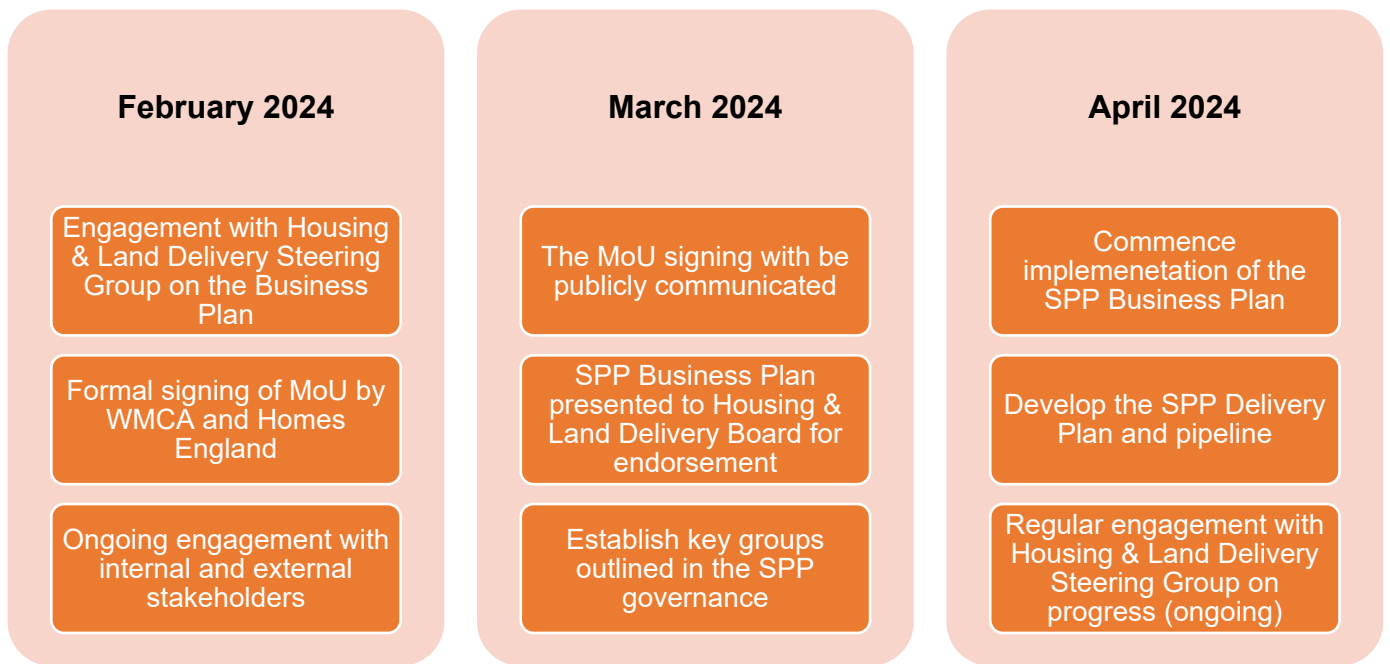 February 2024
Engagement with Housing
& Land Delivery Steering
Group on the Business
Plan
Formal signing of MoU by
WMCA and Homes
England
Ongoing engagement with
internal and external
stakeholders
March 2024
The MoU signing with be
publicly communicated
SPP Business Plan
presented to Housing &
Land Delivery Board for
endorsement
Establish key groups
outlined in the SPP
governance
April 2024
Commence
implemenetation of the
SPP Business Plan
Develop the SPP Delivery
Plan and pipeline
Regular engagement with
Housing & Land Delivery
Steering Group on
progress (ongoing)